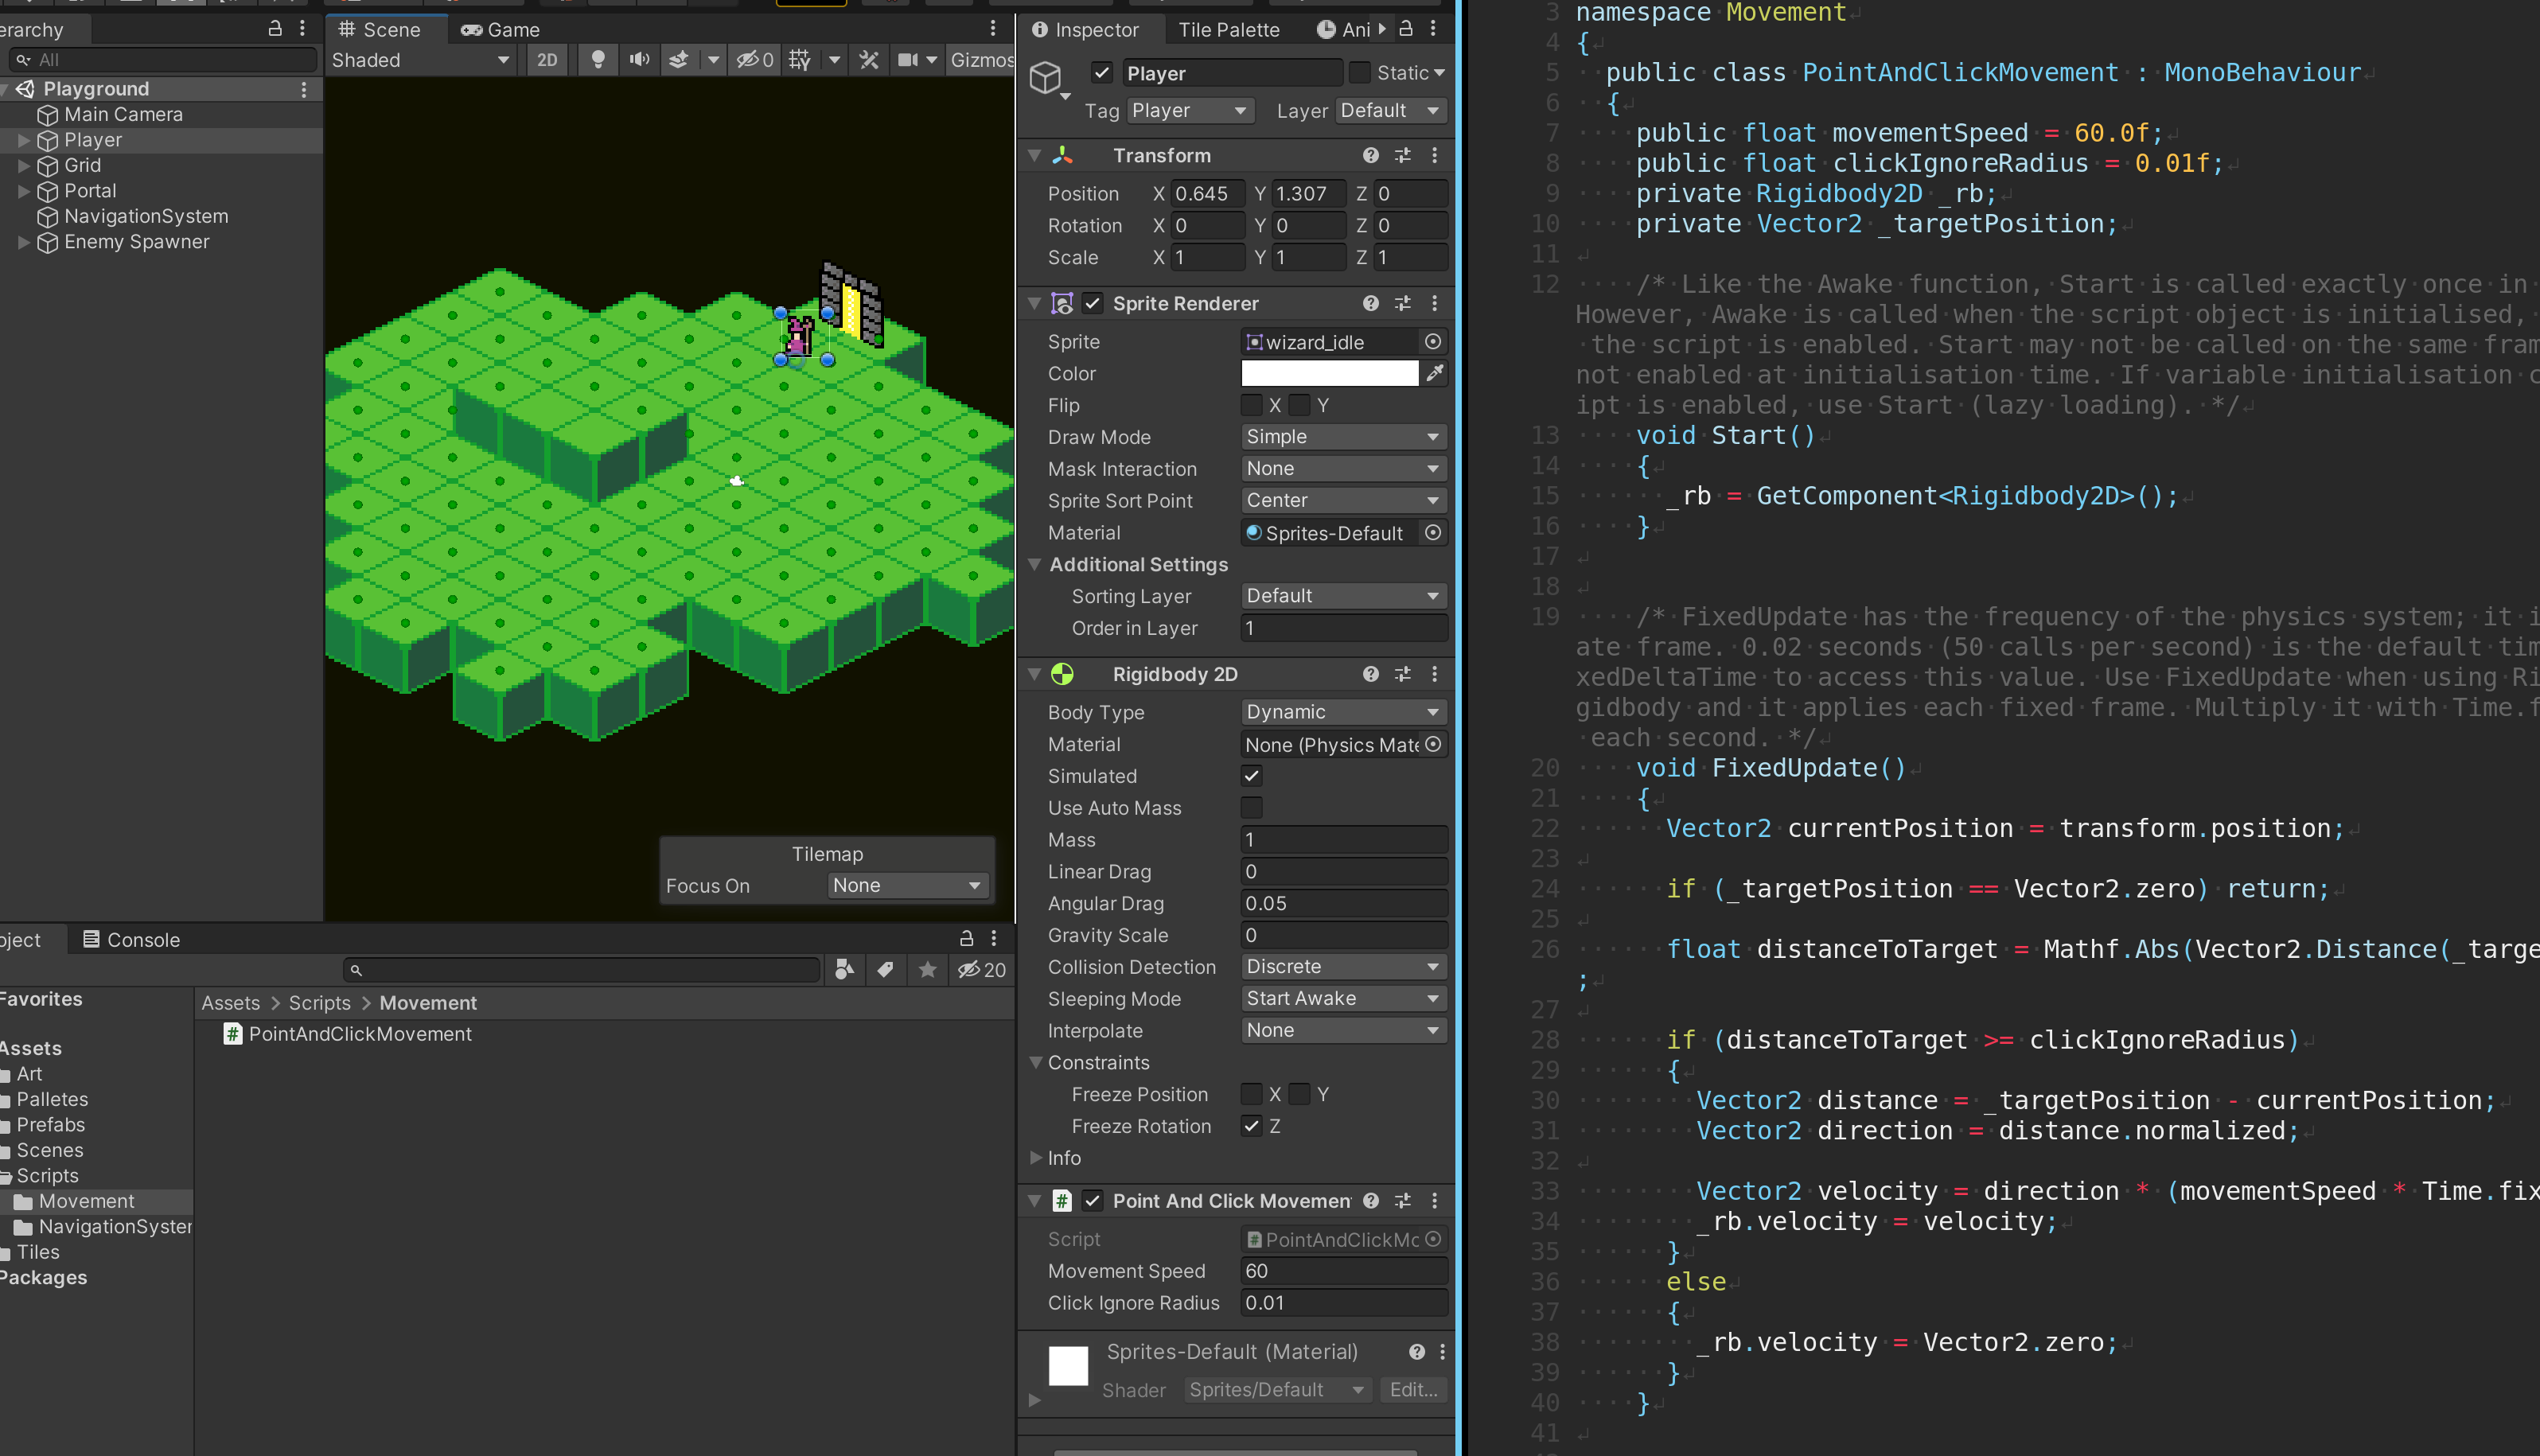 erarchy
All
Playground
Main Camera
Player
Grid
Portal
NavigationSystem
Enemy Spawner
Scene
Game
Shaded
2D
0
Gizmos
Tilemap
Focus On
None
oject
Console
20
Favorites
Assets
Art
Palletes
Prefabs
Scenes
Scripts
Movement
NavigationSyster
Tiles
Packages
Assets > Scripts > Movement
PointAndClickMovement
Inspector
Tile Palette
Ani
Player
Static
Tag Player Layer Default
Transform
Position X 0.645 Y 1.307 Z 0
Rotation X 0 Y 0 Z 0
Scale X 1 Y 1 Z 1
Sprite Renderer
Sprite wizard_idle
Color
Flip X Y
Draw Mode Simple
Mask Interaction None
Sprite Sort Point Center
Material Sprites-Default
Additional Settings
Sorting Layer Default
Order in Layer 1
Rigidbody 2D
Body Type Dynamic
Material None (Physics Mate
Simulated
Use Auto Mass
Mass 1
Linear Drag 0
Angular Drag 0.05
Gravity Scale 0
Collision Detection Discrete
Sleeping Mode Start Awake
Interpolate None
Constraints
Freeze Position X Y
Freeze Rotation Z
Info
Point And Click Movemen
Script PointAndClickMc
Movement Speed 60
Click Ignore Radius 0.01
Sprites-Default (Material)
Shader Sprites/Default Edit...
3 namespace Movement
4 {
5 public class PointAndClickMovement : MonoBehaviour
6 {
7 public float movementSpeed = 60.0f;
8 public float clickIgnoreRadius = 0.01f;
9 private Rigidbody2D _rb;
10 private Vector2 _targetPosition;
11
12 /* Like the Awake function, Start is called exactly once in
However, Awake is called when the script object is initialised,
the script is enabled. Start may not be called on the same fram
not enabled at initialisation time. If variable initialisation c
ipt is enabled, use Start (lazy loading). */
13 void Start()
14 {
15 _rb = GetComponent<Rigidbody2D>();
16 }
17
18
19 /* FixedUpdate has the frequency of the physics system; it i
ate frame. 0.02 seconds (50 calls per second) is the default tim
xedDeltaTime to access this value. Use FixedUpdate when using Ri
gidbody and it applies each fixed frame. Multiply it with Time.f
each second. */
20 void FixedUpdate()
21 {
22 Vector2 currentPosition = transform.position;
23
24 if (_targetPosition == Vector2.zero) return;
25
26 float distanceToTarget = Mathf.Abs(Vector2.Distance(_targe
;
27
28 if (distanceToTarget >= clickIgnoreRadius)
29 {
30 Vector2 distance = _targetPosition - currentPosition;
31 Vector2 direction = distance.normalized;
32
33 Vector2 velocity = direction * (movementSpeed * Time.fix
34 _rb.velocity = velocity;
35 }
36 else
37 {
38 _rb.velocity = Vector2.zero;
39 }
40 }
41